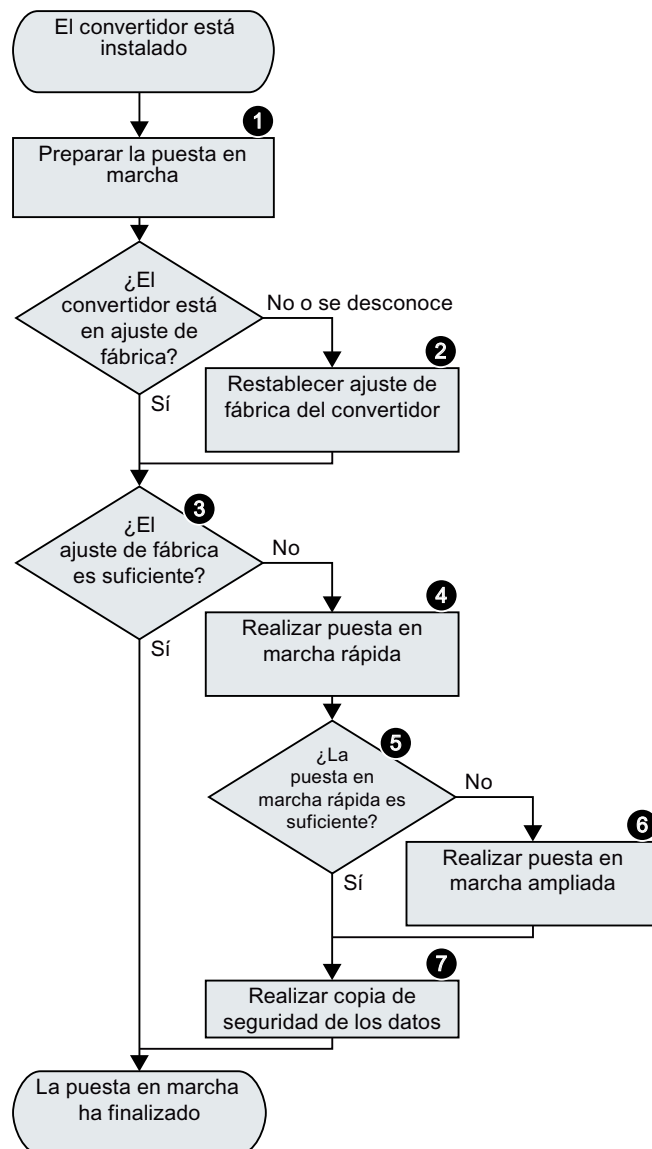 El convertidor está
instalado
1
Preparar la puesta en
marcha
¿El
convertidor está
en ajuste de
fábrica?
No o se desconoce
2
Restablecer ajuste de
fábrica del convertidor
Sí
3
¿El
ajuste de fábrica
es suficiente?
No
4
Realizar puesta en
marcha rápida
Sí
5
¿La
puesta en
marcha rápida es
suficiente?
No
6
Realizar puesta en
marcha ampliada
Sí
7
Realizar copia de
seguridad de los datos
La puesta en marcha
ha finalizado